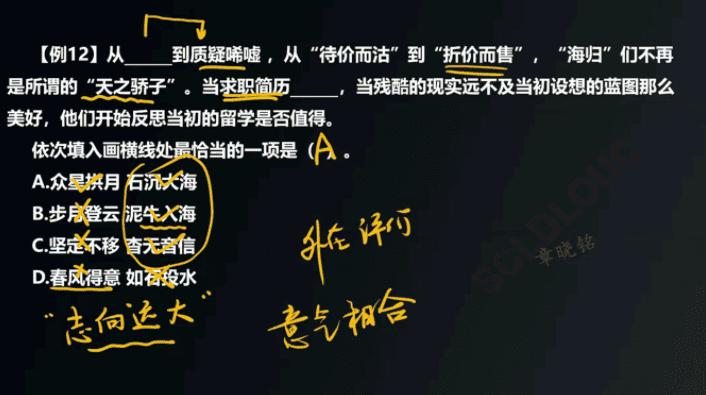 【例12】从_____到质疑唏嘘，从“待价而沽”到“折价而售”，“海归”们不再
是所谓的“天之骄子”。当求职简历_____，当残酷的现实远不及当初设想的蓝图那么
美好，他们开始反思当初的留学是否值得。
依次填入画横线处最恰当的一项是（A）。
A.众星拱月 石沉大海
B.步月登云 泥牛入海
C.坚定不移 杳无音信
D.春风得意 如石投水
外在评价
“志向远大”
意气相合
章晓铭